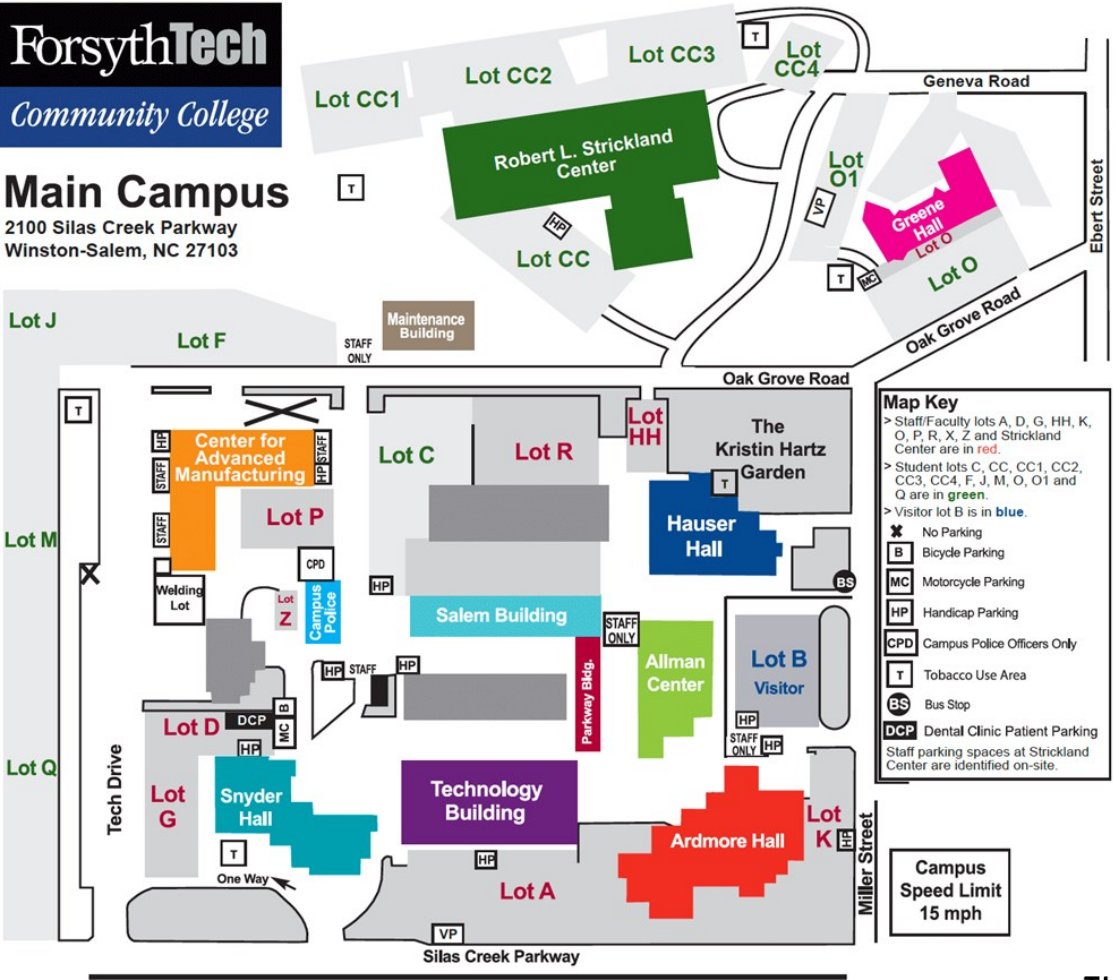 ForsythTech
Community College
Main Campus
2100 Silas Creek Parkway
Winston-Salem, NC 27103
Lot CC1
Lot CC2
Lot CC3
T
Lot
CC4
Geneva Road
Robert L. Strickland
Center
T
HP
Lot CC
Lot
O1
VP
Greene
Hall
Lot O
Lot O
T
MC
Ebert Street
Oak Grove Road
Lot J
Lot F
STAFF
ONLY
Maintenance
Building
Oak Grove Road
T
HP
STAFF
STAFF
Center for
Advanced
Manufacturing
STAFF
HP
Lot P
CPD
Welding
Lot
Lot
Z
Campus
Police
Lot C
Lot R
Lot
HH
The
Kristin Hartz
Garden
T
Hauser
Hall
BS
HP
Salem Building
STAFF
ONLY
Allman
Center
Lot B
Visitor
HP
STAFF
ONLY
HP
Lot M
X
HP
STAFF
HP
Parkway Bldg.
B
MC
DCP
Lot D
HP
Lot Q
Tech Drive
Lot
G
Snyder
Hall
T
One Way
Technology
Building
HP
Lot A
VP
Ardmore Hall
Lot
K
HP
Miller Street
Silas Creek Parkway
Map Key
> Staff/Faculty lots A, D, G, HH, K,
O, P, R, X, Z and Strickland
Center are in red.
> Student lots C, CC, CC1, CC2,
CC3, CC4, F, J, M, O, O1 and
Q are in green.
> Visitor lot B is in blue.
X No Parking
B Bicycle Parking
MC Motorcycle Parking
HP Handicap Parking
CPD Campus Police Officers Only
T Tobacco Use Area
BS Bus Stop
DCP Dental Clinic Patient Parking
Staff parking spaces at Strickland
Center are identified on-site.
Campus
Speed Limit
15 mph